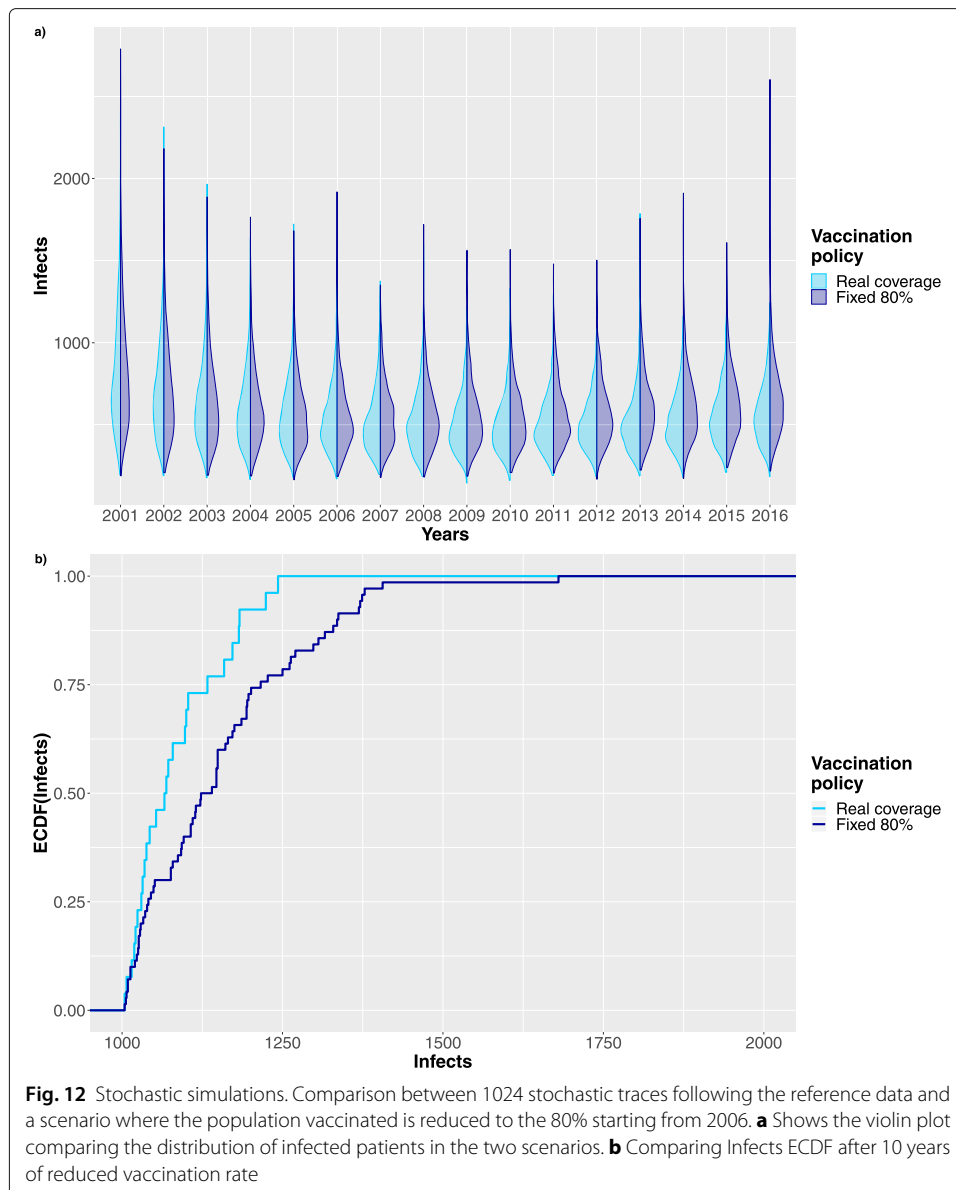 a)
2000
1000
Infects
2001 2002 2003 2004 2005 2006 2007 2008 2009 2010 2011 2012 2013 2014 2015 2016
Years
Vaccination
policy
Real coverage
Fixed 80%
b)
1.00
0.75
0.50
0.25
0.00
ECDF(Infects)
1000 1250 1500 1750 2000
Infects
Vaccination
policy
Real coverage
Fixed 80%
Fig. 12 Stochastic simulations. Comparison between 1024 stochastic traces following the reference data and
a scenario where the population vaccinated is reduced to the 80% starting from 2006. a Shows the violin plot
comparing the distribution of infected patients in the two scenarios. b Comparing Infects ECDF after 10 years
of reduced vaccination rate